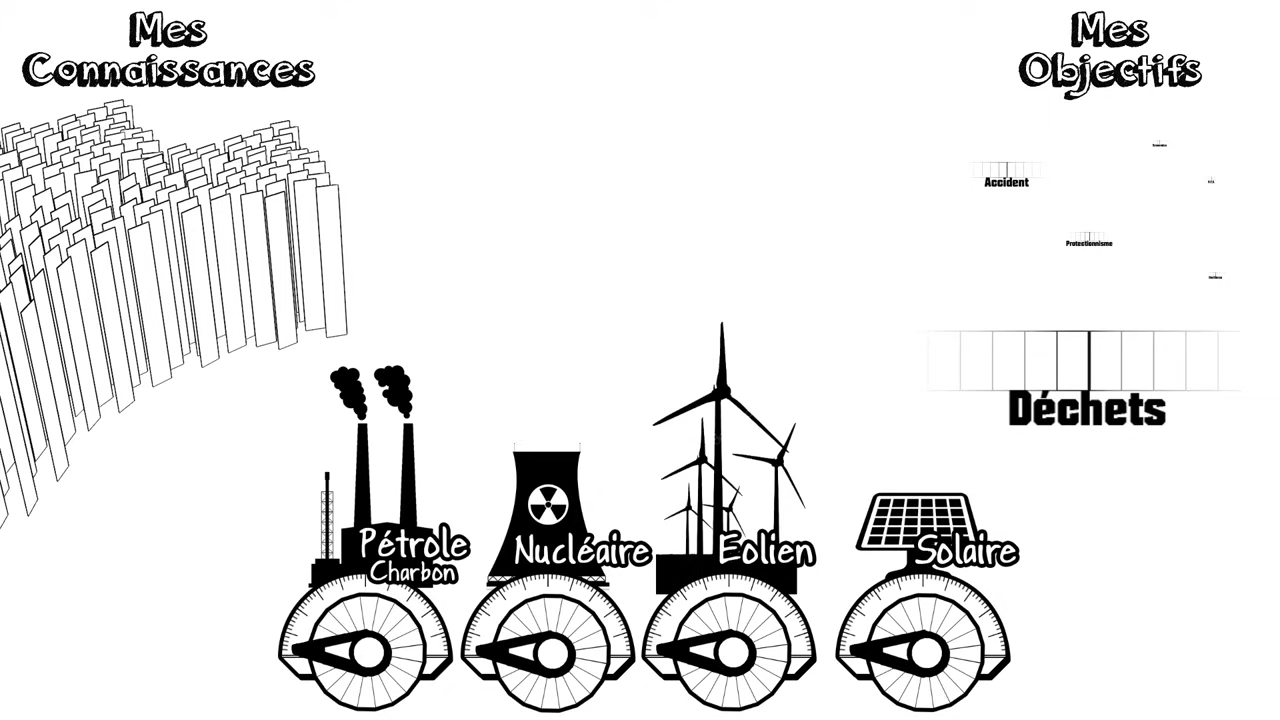 Mes
Connaissances
Mes
Objectifs
Accident
Protectionnisme
Déchets
Pétrole
Charbon
Nucléaire
Eolien
Solaire